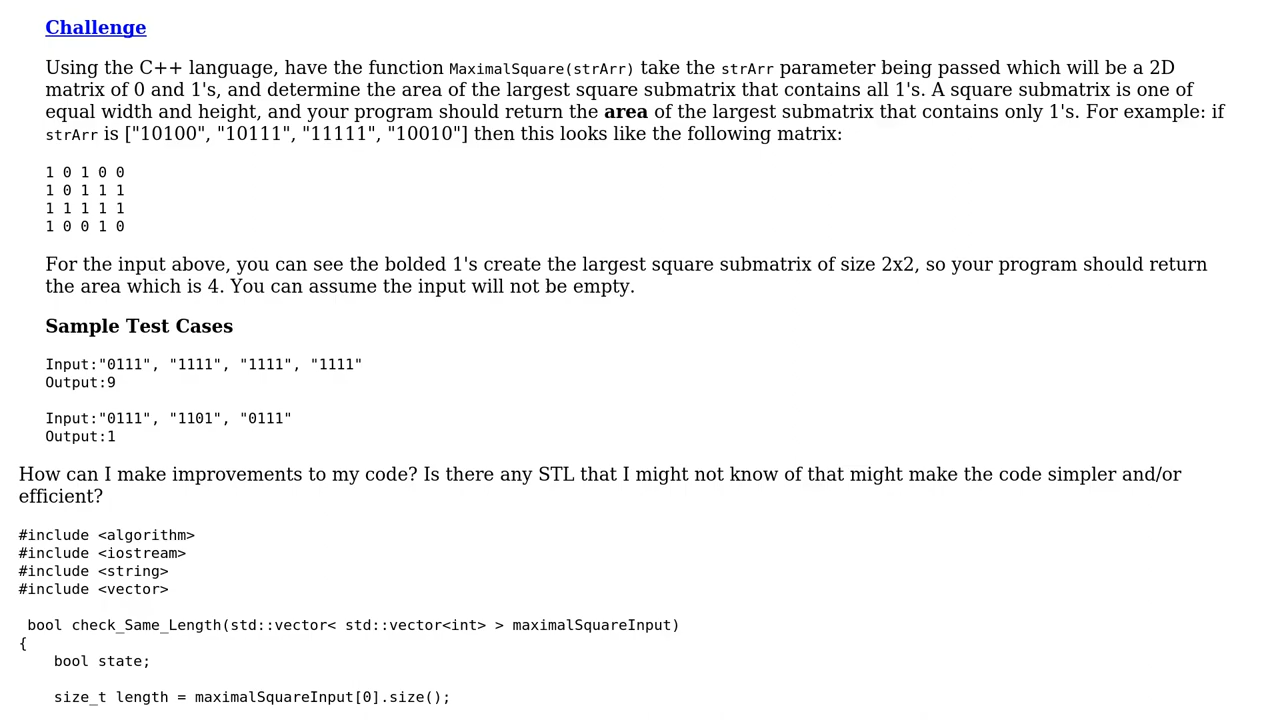 Challenge
Using the C++ language, have the function MaximalSquare(strArr) take the strArr parameter being passed which will be a 2D
matrix of 0 and 1's, and determine the area of the largest square submatrix that contains all 1's. A square submatrix is one of
equal width and height, and your program should return the area of the largest submatrix that contains only 1's. For example: if
strArr is ["10100", "10111", "11111", "10010"] then this looks like the following matrix:
1 0 1 0 0
1 0 1 1 1
1 1 1 1 1
1 0 0 1 0
For the input above, you can see the bolded 1's create the largest square submatrix of size 2x2, so your program should return
the area which is 4. You can assume the input will not be empty.
Sample Test Cases
Input:"0111", "1111", "1111", "1111"
Output:9
Input:"0111", "1101", "0111"
Output:1
How can I make improvements to my code? Is there any STL that I might not know of that might make the code simpler and/or
efficient?
#include <algorithm>
#include <iostream>
#include <string>
#include <vector>
bool check_Same_Length(std::vector< std::vector<int> > maximalSquareInput)
{
bool state;
size_t length = maximalSquareInput[0].size();